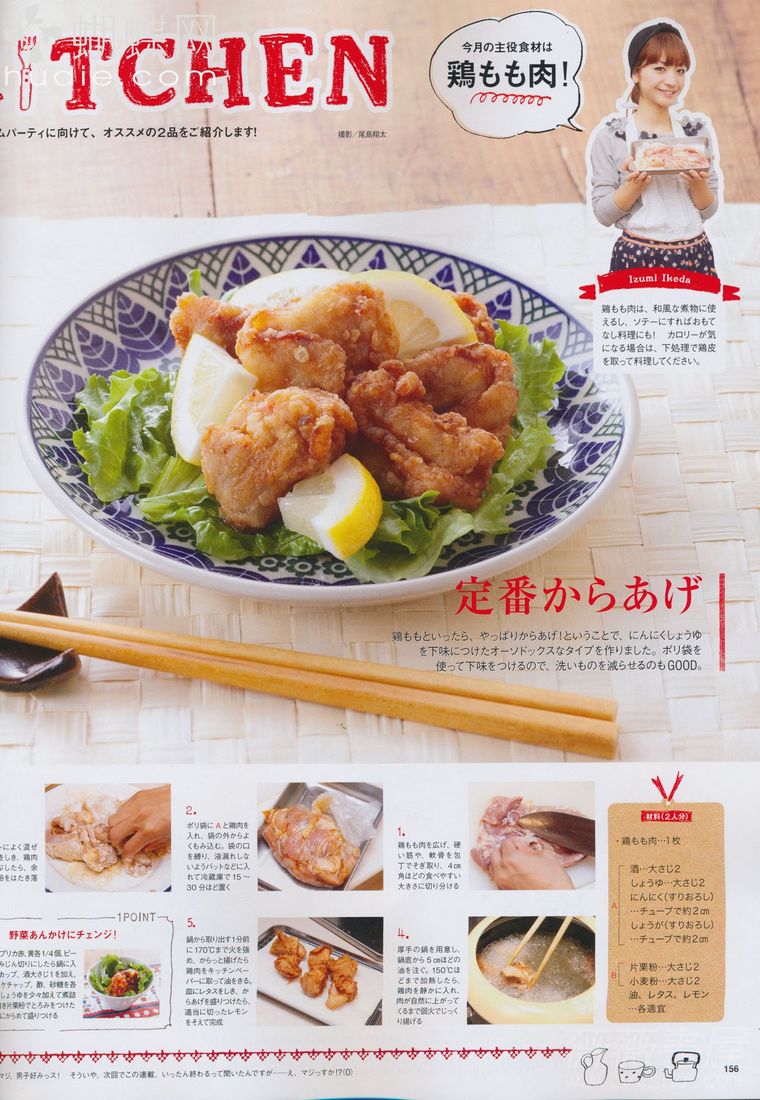 蝴蝶网
hudie.com
KITCHEN
ムパーティに向けて、オススメの2品をご紹介します!
撮影／尾島翔太
今月の主役食材は
鶏もも肉!
Izumi Ikeda
鶏もも肉は、和風な煮物に使
えるし、ソテーにすればおもて
なし料理にも!　カロリーが気
になる場合は、下処理で鶏皮
を取って料理してください。
定番からあげ
鶏ももといったら、やっぱりからあげ!ということで、にんにくしょうゆ
を下味につけたオーソドックスなタイプを作りました。ポリ袋を
使って下味をつけるので、洗いものを減らせるのもGOOD。
材料（2人分）
・鶏もも肉…1枚
A
酒…大さじ2
しょうゆ…大さじ2
にんにく（すりおろし）
…チューブで約2cm
しょうが（すりおろし）
…チューブで約2cm
B
片栗粉…大さじ2
小麦粉…大さじ2
油、レタス、レモン
…各適宜
1.
鶏もも肉を広げ、硬
い筋や、軟骨を包
丁でそぎ取り、4cm
角ほどの食べやすい
大きさに切り分ける
2.
ポリ袋に A と鶏肉を
入れ、袋の外からよ
くもみ込む。袋の口
を縛り、液漏れしな
いようバットなどに入
れて冷蔵庫で15〜
30分ほど置く
トによく混ぜ
をしき、鶏肉
ぶしたら、余
粉をはたき落
4.
厚手の鍋を用意し、
鍋底から5cmほどの
油を注ぐ。150℃ほ
どまで加熱したら、
鶏肉を静かに入れ、
肉が自然に上がって
くるまで弱火でじっく
り揚げる
5.
鍋から取り出す1分前
に170℃まで火を強
め、からっと揚げたら
鶏肉をキッチンペー
パーに取って油をきる。
皿にレタスをしき、か
らあげを盛りつけたら、
適当に切ったレモン
をそえて完成
1POINT
野菜あんかけにチェンジ!
プリカ赤、黄各1/4個、ピー
みじん切りにしたら鍋に入
カップ、酒大さじ1を加え、
ケチャップ、酢、砂糖を各
しょうゆを少々加えて煮詰
き片栗粉でとろみをつけた
にからめて盛りつける
マジ、男子好みっス!　そういや、次回でこの連載、いったん終わるって聞いたんですが……え、マジっすか!?(O)
156